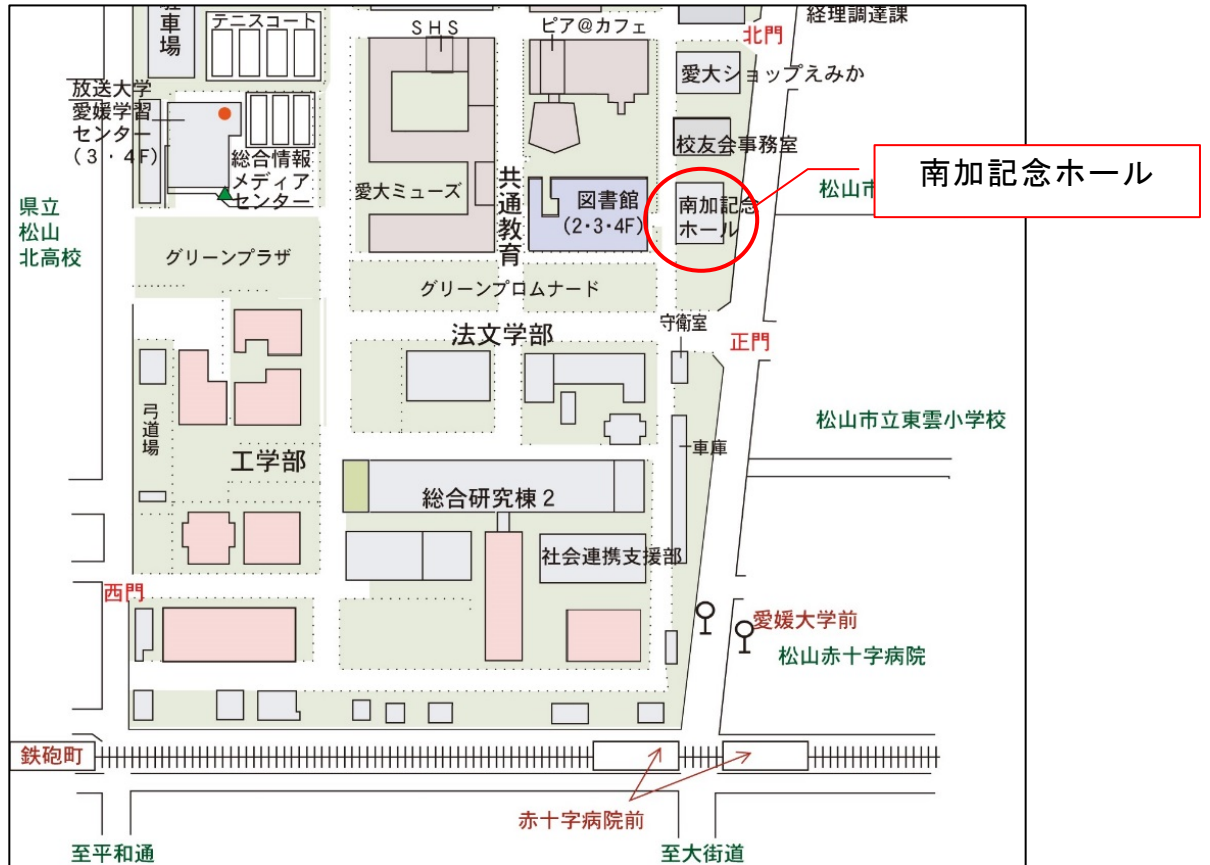 駐車場
テニスコート
SHS
ピア@カフェ
経理調達課
北門
愛大ショップえみか
放送大学
愛媛学習
センター
(3・4F)
総合情報
メディア
センター
愛大ミューズ
共通教育
図書館
(2・3・4F)
校友会事務室
南加記念
ホール
松山市
南加記念ホール
県立
松山
北高校
グリーンプラザ
グリーンプロムナード
法文学部
守衛室
正門
弓道場
工学部
松山市立東雲小学校
車庫
総合研究棟2
社会連携支援部
西門
愛媛大学前
松山赤十字病院
鉄砲町
赤十字病院前
至平和通
至大街道